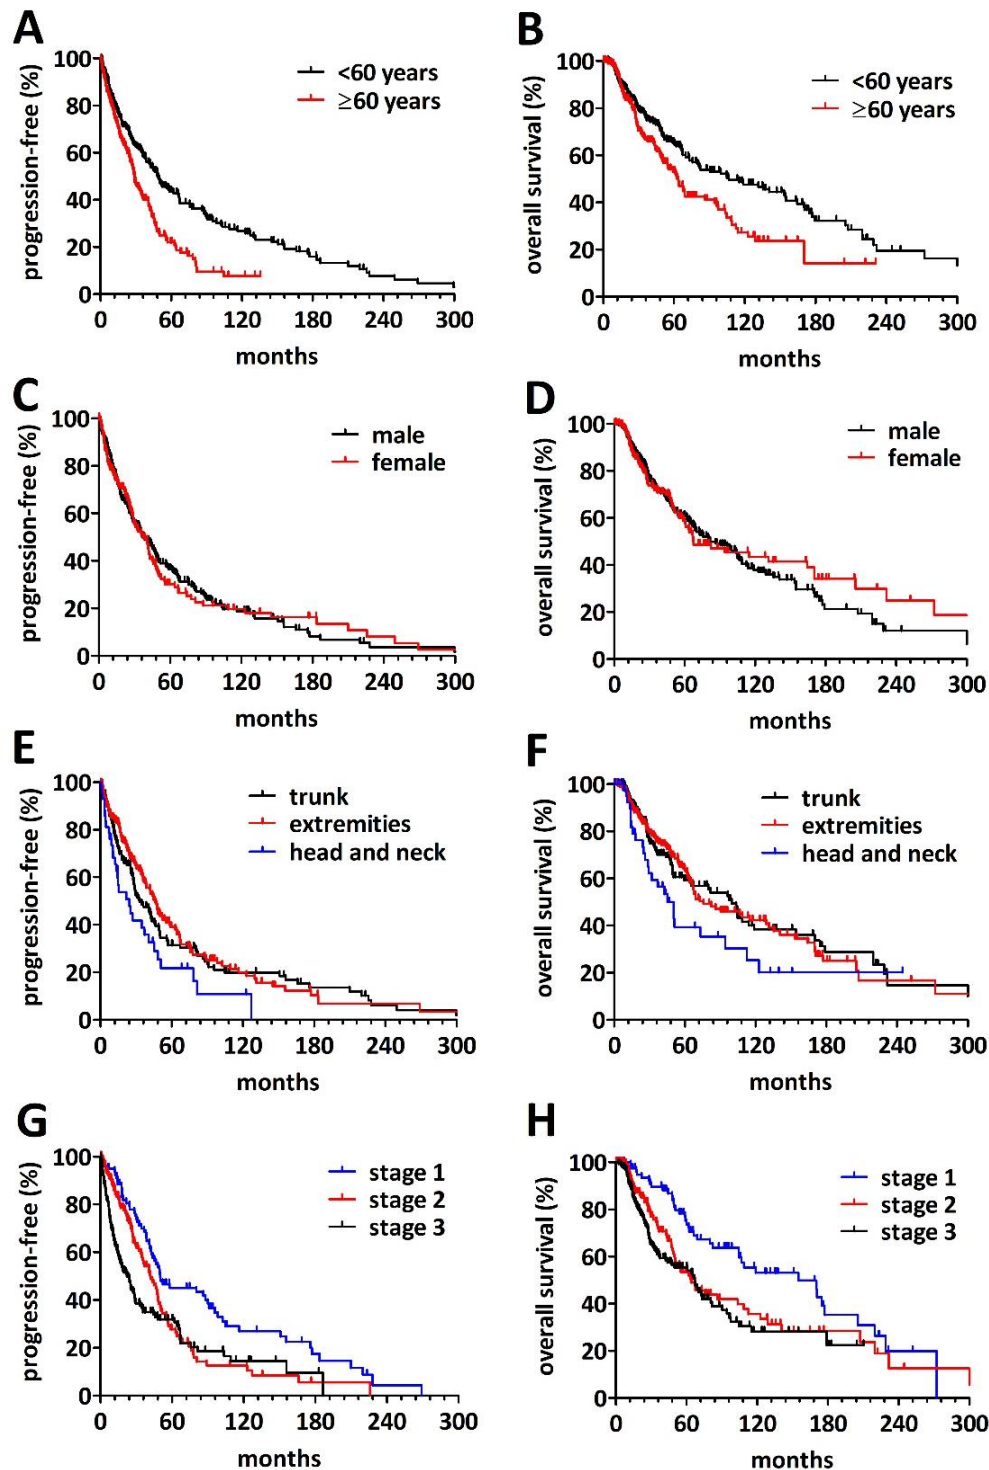 A
progression-free (%)
100
80
60
40
20
0
0 60 120 180 240 300
months
<60 years
≥60 years
B
overall survival (%)
100
80
60
40
20
0
0 60 120 180 240 300
months
<60 years
≥60 years
C
progression-free (%)
100
80
60
40
20
0
0 60 120 180 240 300
months
male
female
D
overall survival (%)
100
80
60
40
20
0
0 60 120 180 240 300
months
male
female
E
progression-free (%)
100
80
60
40
20
0
0 60 120 180 240 300
months
trunk
extremities
head and neck
F
overall survival (%)
100
80
60
40
20
0
0 60 120 180 240 300
months
trunk
extremities
head and neck
G
progression-free (%)
100
80
60
40
20
0
0 60 120 180 240 300
months
stage 1
stage 2
stage 3
H
overall survival (%)
100
80
60
40
20
0
0 60 120 180 240 300
months
stage 1
stage 2
stage 3